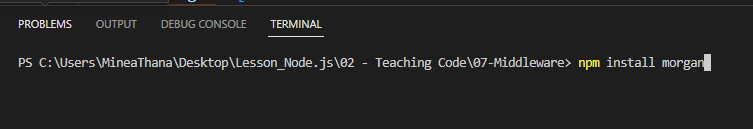 PROBLEMS OUTPUT DEBUG CONSOLE TERMINAL
PS C:\Users\MineaThana\Desktop\Lesson_Node.js\02 - Teaching Code\07-Middleware> npm install morgan